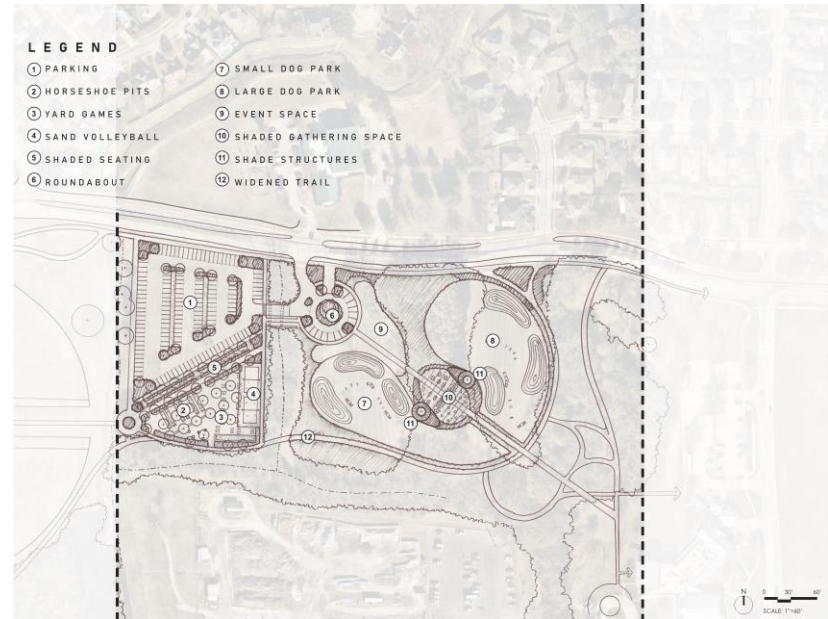 LEGEND
1 PARKING
2 HORSESHOE PITS
3 YARD GAMES
4 SAND VOLLEYBALL
5 SHADED SEATING
6 ROUNDABOUT
7 SMALL DOG PARK
8 LARGE DOG PARK
9 EVENT SPACE
10 SHADED GATHERING SPACE
11 SHADE STRUCTURES
12 WIDENED TRAIL
1
6
9
8
5
11
4
10
2
7
3
11
12
N
0 30' 60'
SCALE: 1"=60'